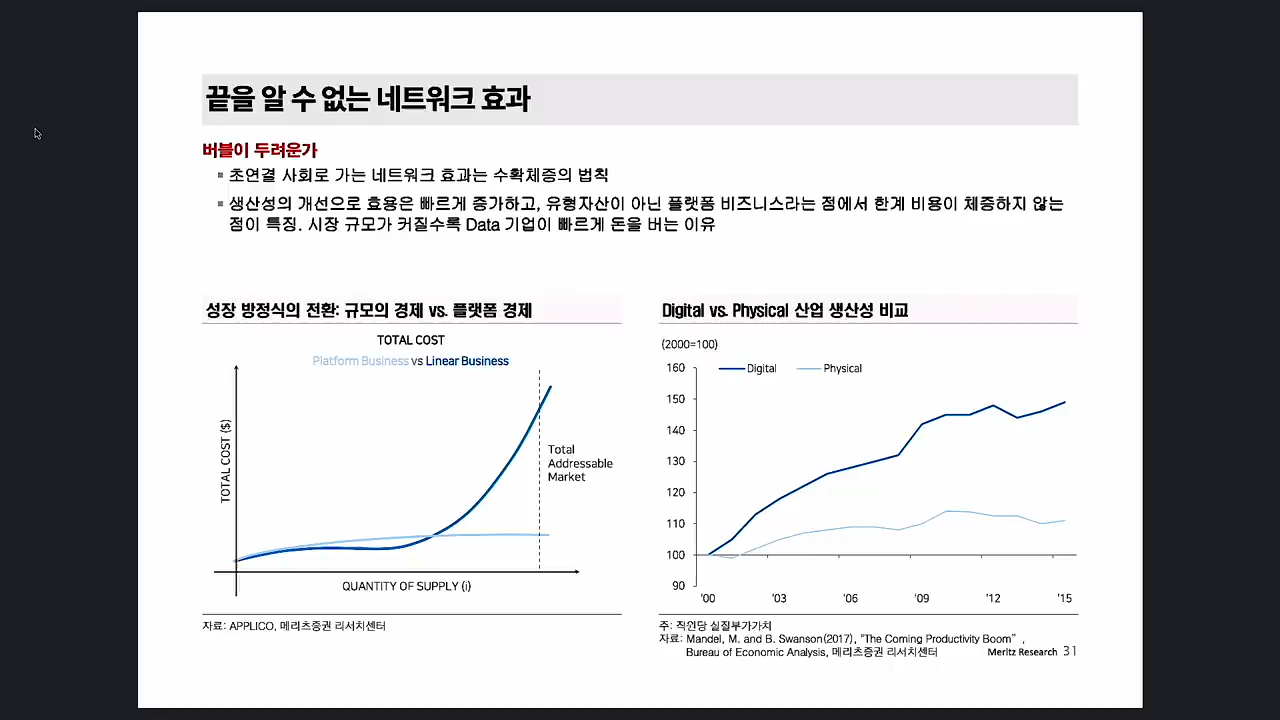 끝을 알 수 없는 네트워크 효과
버블이 두려운가
초연결 사회로 가는 네트워크 효과는 수확체증의 법칙
생산성의 개선으로 효용은 빠르게 증가하고, 유형자산이 아닌 플랫폼 비즈니스라는 점에서 한계 비용이 체증하지 않는
점이 특징. 시장 규모가 커질수록 Data 기업이 빠르게 돈을 버는 이유
성장 방정식의 전환: 규모의 경제 vs. 플랫폼 경제
TOTAL COST
Platform Business vs Linear Business
TOTAL COST ($)
Total
Addressable
Market
QUANTITY OF SUPPLY (i)
자료: APPLICO, 메리츠증권 리서치센터
Digital vs. Physical 산업 생산성 비교
(2000=100)
Digital
Physical
160
150
140
130
120
110
100
90
'00 '03 '06 '09 '12 '15
주: 직원당 실질부가가치
자료: Mandel, M. and B. Swanson(2017), "The Coming Productivity Boom" ,
Bureau of Economic Analysis, 메리츠증권 리서치센터
Meritz Research 31